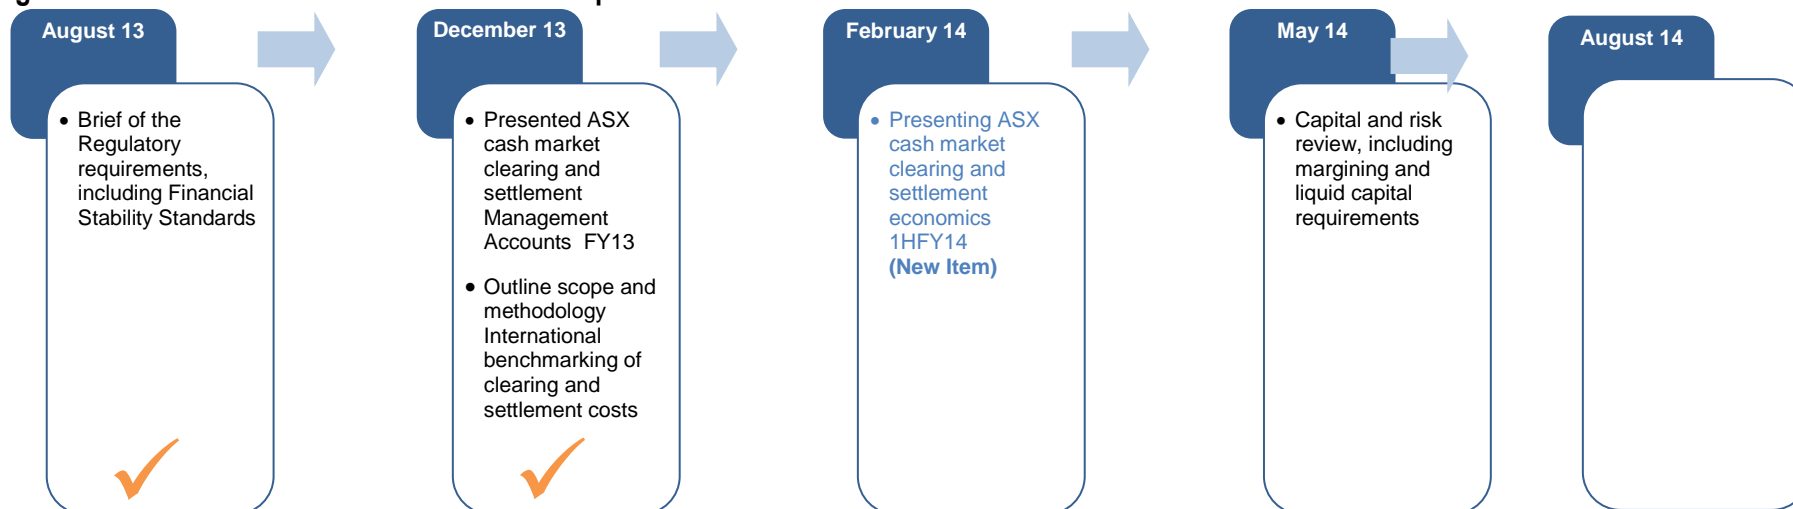 August 13
• Brief of the
Regulatory
requirements,
including Financial
Stability Standards
December 13
• Presented ASX
cash market
clearing and
settlement
Management
Accounts  FY13
• Outline scope and
methodology
International
benchmarking of
clearing and
settlement costs
February 14
• Presenting ASX
cash market
clearing and
settlement
economics
1HFY14
(New Item)
May 14
• Capital and risk
review, including
margining and
liquid capital
requirements
August 14